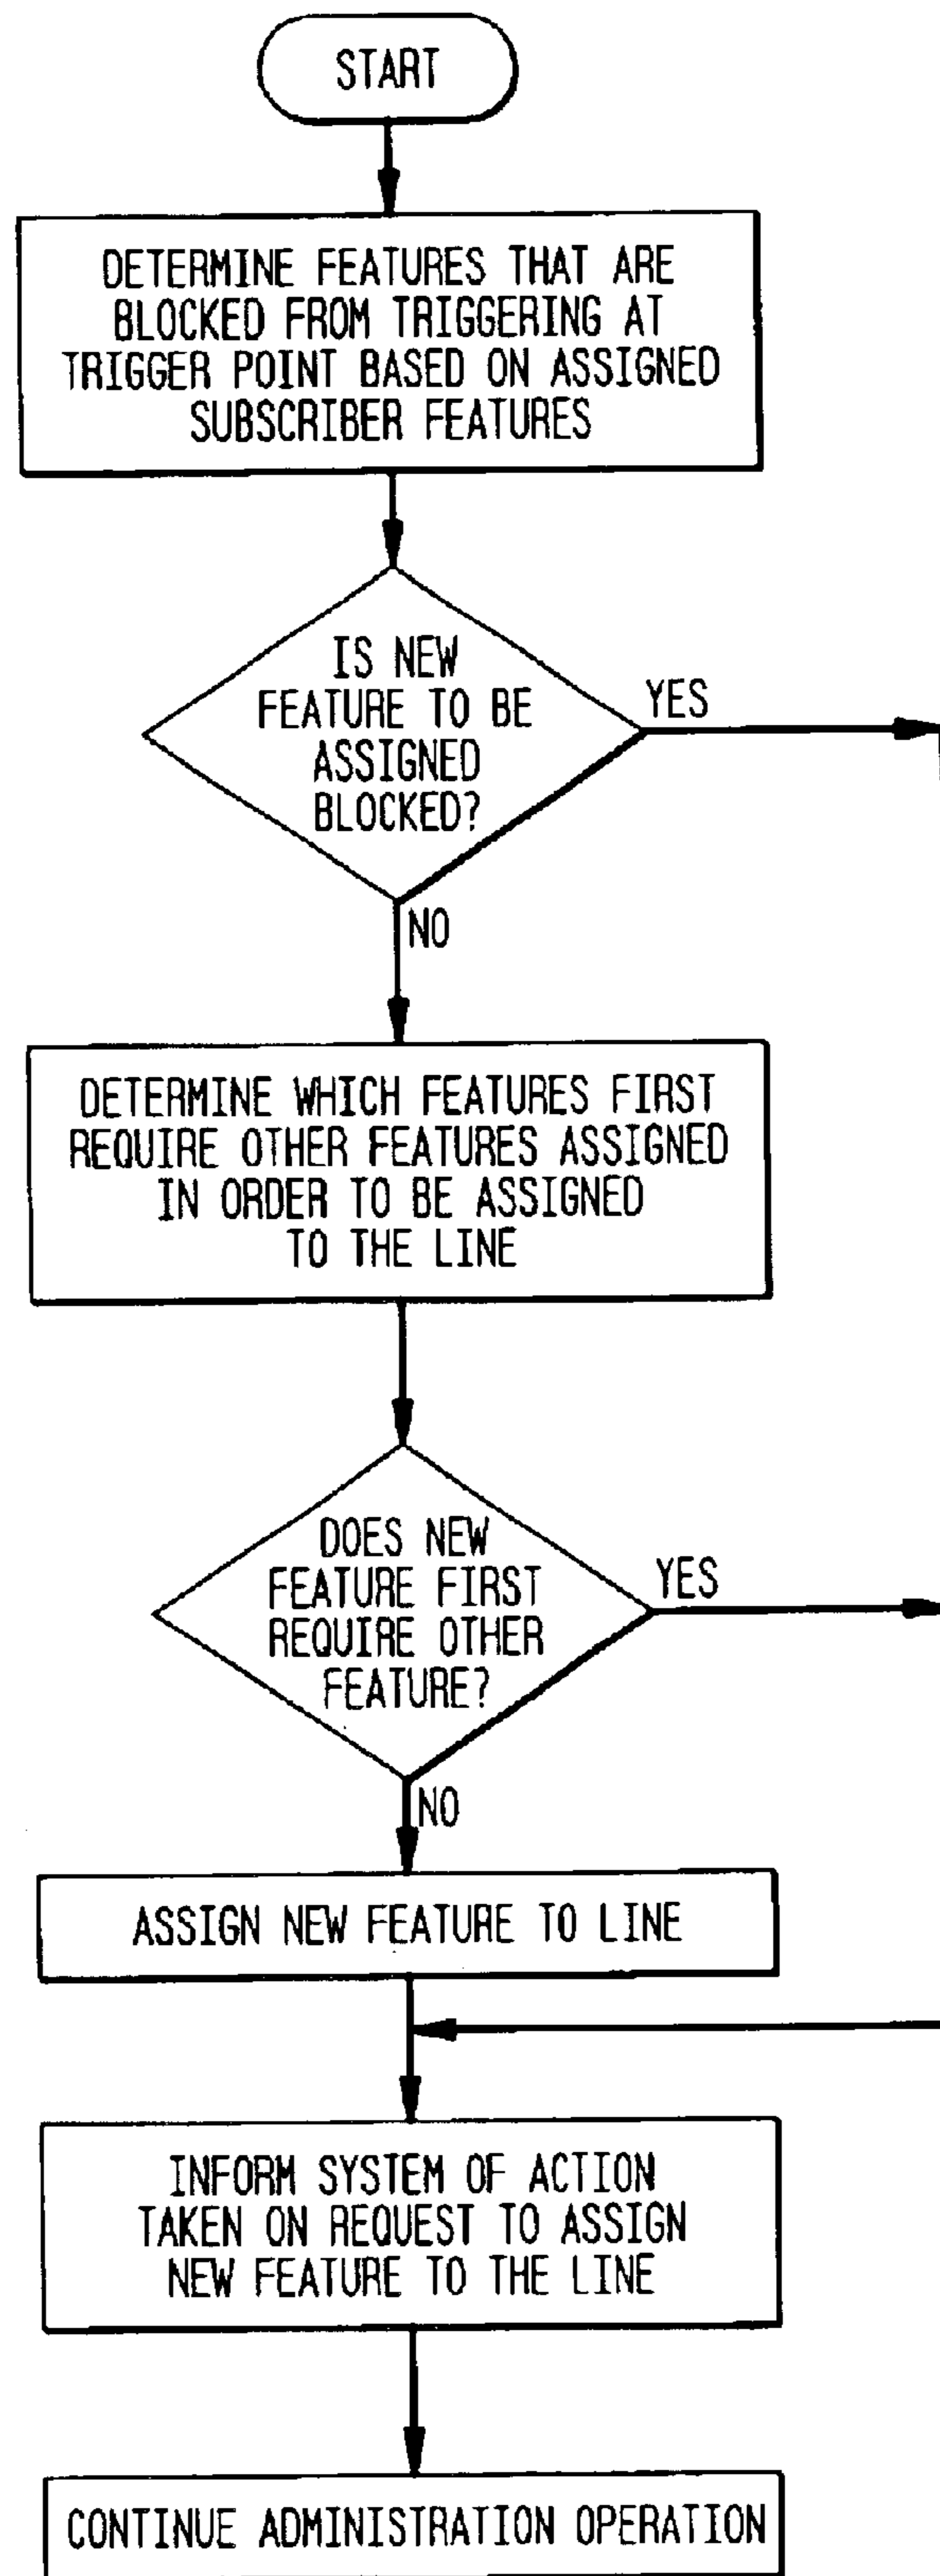 START
DETERMINE FEATURES THAT ARE
BLOCKED FROM TRIGGERING AT
TRIGGER POINT BASED ON ASSIGNED
SUBSCRIBER FEATURES
IS NEW
FEATURE TO BE
ASSIGNED
BLOCKED?
YES
NO
DETERMINE WHICH FEATURES FIRST
REQUIRE OTHER FEATURES ASSIGNED
IN ORDER TO BE ASSIGNED
TO THE LINE
DOES NEW
FEATURE FIRST
REQUIRE OTHER
FEATURE?
YES
NO
ASSIGN NEW FEATURE TO LINE
INFORM SYSTEM OF ACTION
TAKEN ON REQUEST TO ASSIGN
NEW FEATURE TO THE LINE
CONTINUE ADMINISTRATION OPERATION